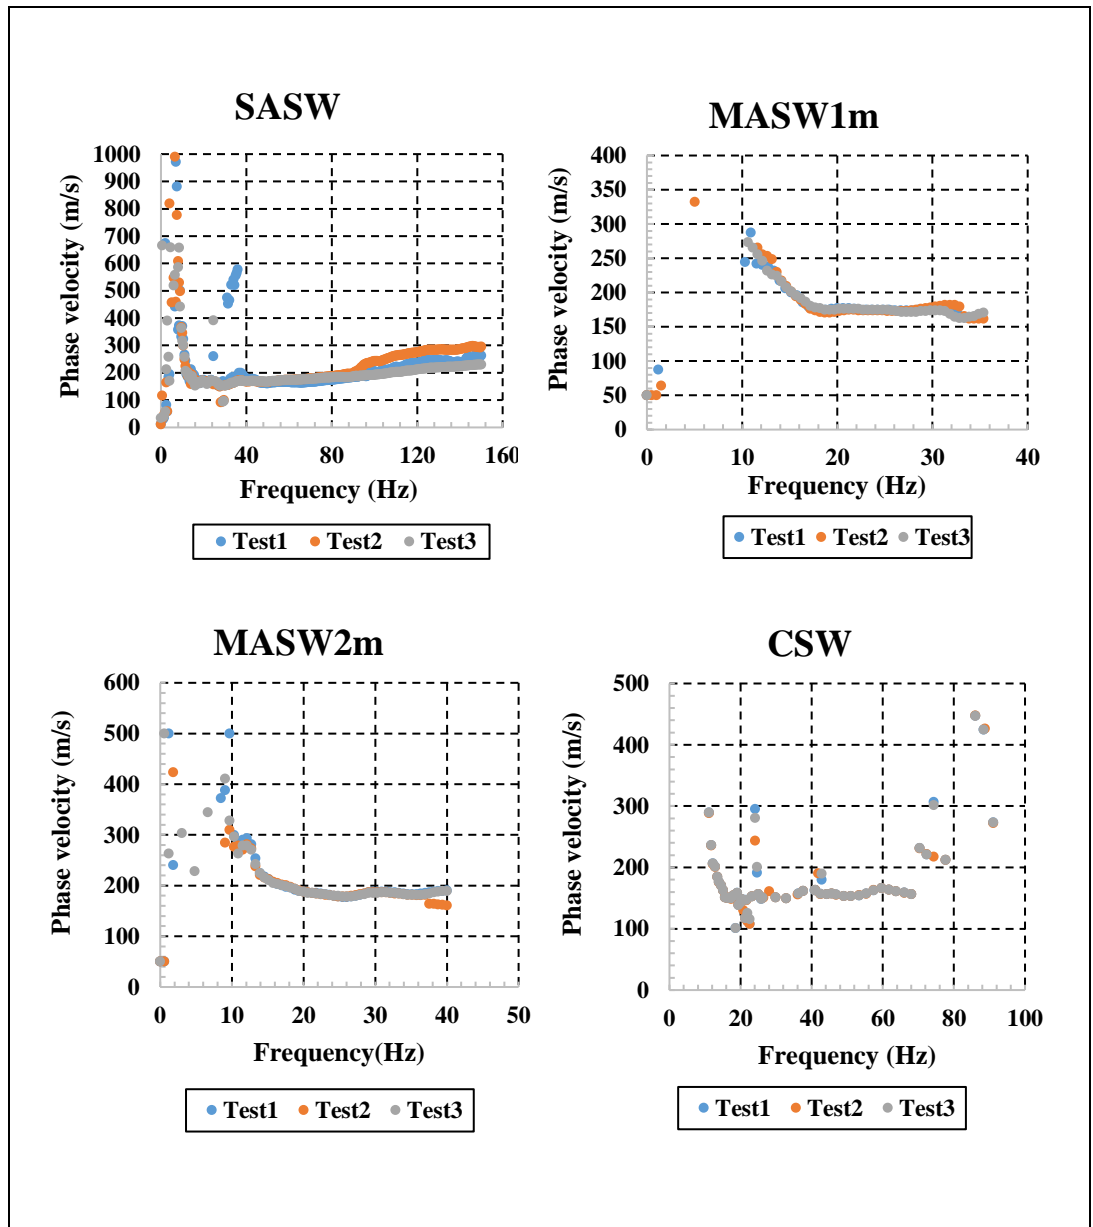 SASW
Phase velocity (m/s)
1000
900
800
700
600
500
400
300
200
100
0
0 40 80 120 160
Frequency (Hz)
Test1 Test2 Test3
MASW1m
Phase velocity (m/s)
400
350
300
250
200
150
100
50
0
0 10 20 30 40
Frequency (Hz)
Test1 Test2 Test3
MASW2m
Phase velocity (m/s)
600
500
400
300
200
100
0
0 10 20 30 40 50
Frequency(Hz)
Test1 Test2 Test3
CSW
Phase velocity (m/s)
500
400
300
200
100
0
0 20 40 60 80 100
Frequency (Hz)
Test1 Test2 Test3